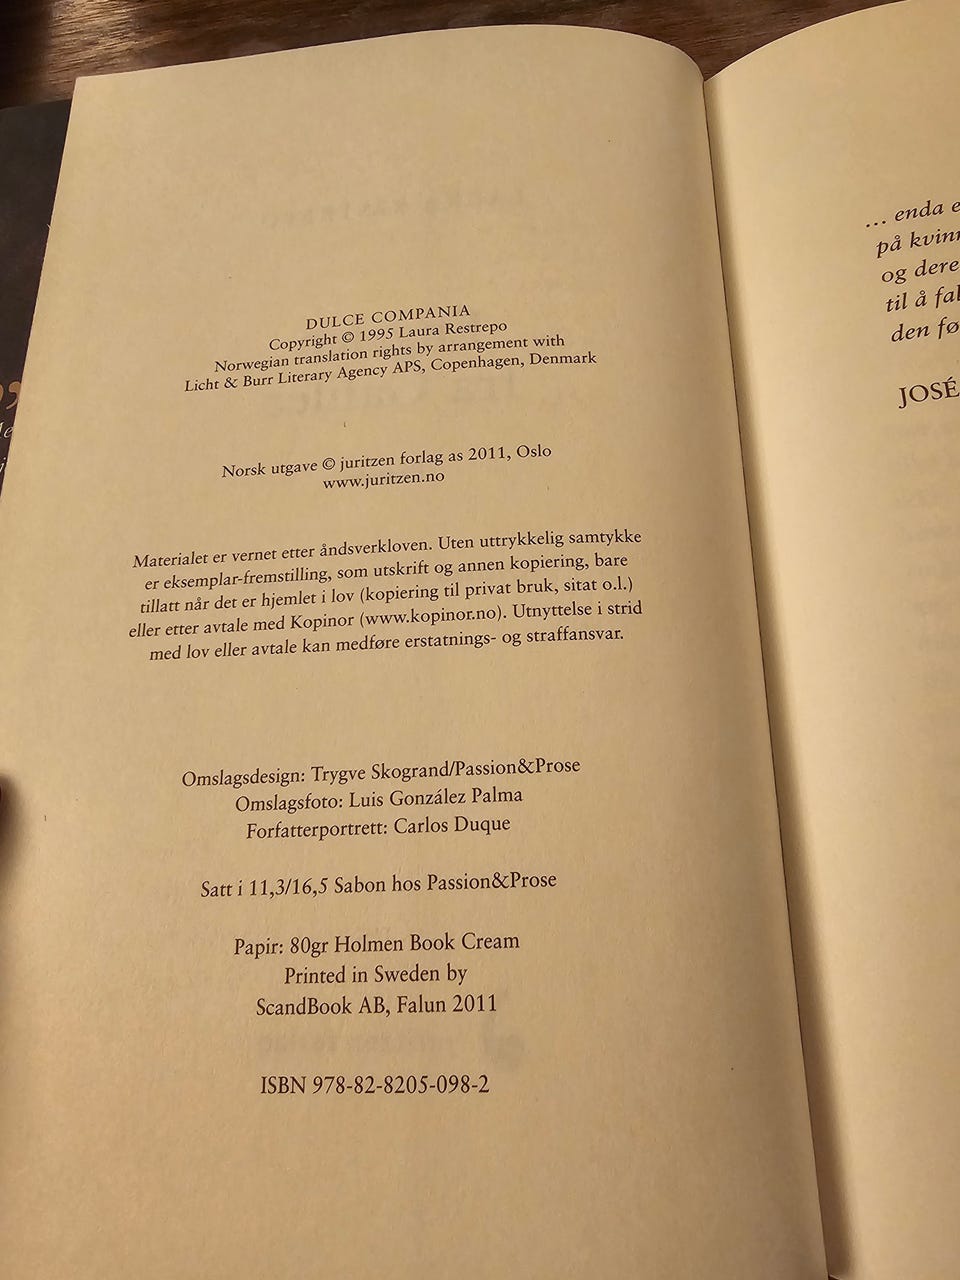 DULCE COMPANIA
Copyright © 1995 Laura Restrepo
Norwegian translation rights by arrangement with
Licht & Burr Literary Agency APS, Copenhagen, Denmark
Norsk utgave © juritzen forlag as 2011, Oslo
www.juritzen.no
Materialet er vernet etter åndsverkloven. Uten uttrykkelig samtykke
er eksemplar-fremstilling, som utskrift og annen kopiering, bare
tillatt når det er hjemlet i lov (kopiering til privat bruk, sitat o.l.)
eller etter avtale med Kopinor (www.kopinor.no). Utnyttelse i strid
med lov eller avtale kan medføre erstatnings- og straffansvar.
Omslagsdesign: Trygve Skogrand/Passion&Prose
Omslagsfoto: Luis González Palma
Forfatterportrett: Carlos Duque
Satt i 11,3/16,5 Sabon hos Passion&Prose
Papir: 80gr Holmen Book Cream
Printed in Sweden by
ScandBook AB, Falun 2011
ISBN 978-82-8205-098-2
... enda
på
og
til å
den
JOSÉ